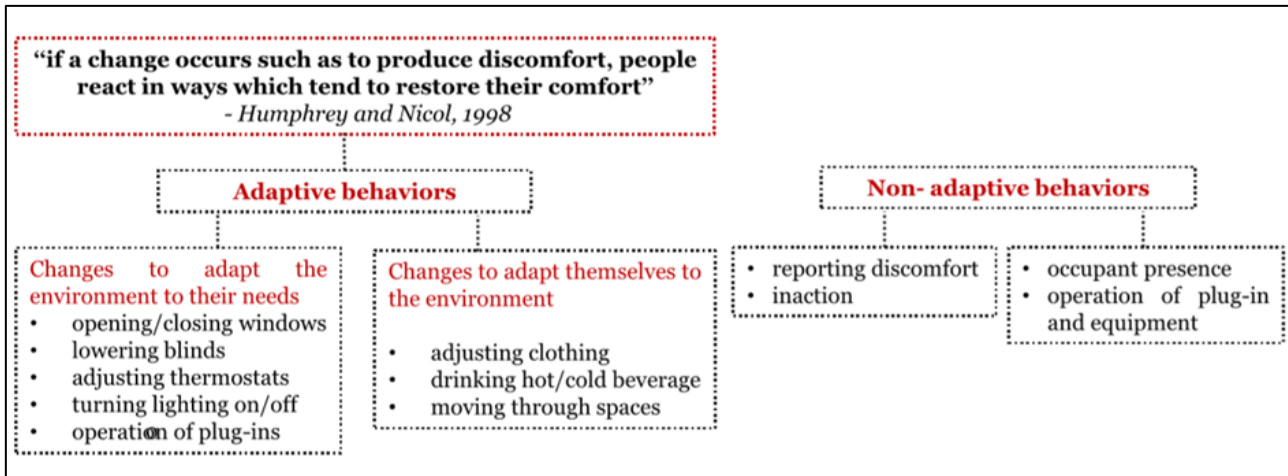 “if a change occurs such as to produce discomfort, people
react in ways which tend to restore their comfort”
- Humphrey and Nicol, 1998
Adaptive behaviors
Non- adaptive behaviors
Changes to adapt the
environment to their needs
• opening/closing windows
• lowering blinds
• adjusting thermostats
• turning lighting on/off
• operation of plug-ins
Changes to adapt themselves to
the environment
• adjusting clothing
• drinking hot/cold beverage
• moving through spaces
• reporting discomfort
• inaction
• occupant presence
• operation of plug-in
and equipment